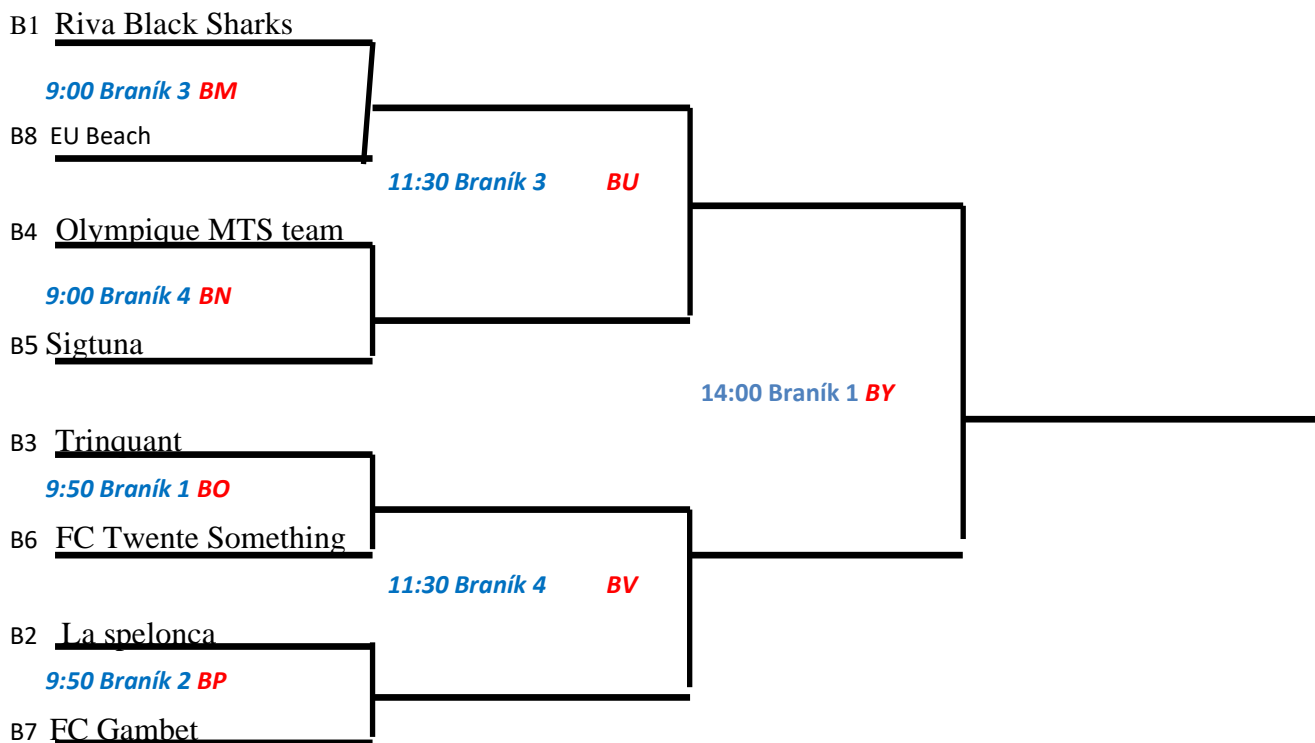 B1 Riva Black Sharks
9:00 Braník 3 BM
B8 EU Beach
11:30 Braník 3 BU
B4 Olympique MTS team
9:00 Braník 4 BN
B5 Sigtuna
14:00 Braník 1 BY
B3 Trinquant
9:50 Braník 1 BO
B6 FC Twente Something
11:30 Braník 4 BV
B2 La spelonca
9:50 Braník 2 BP
B7 FC Gambet